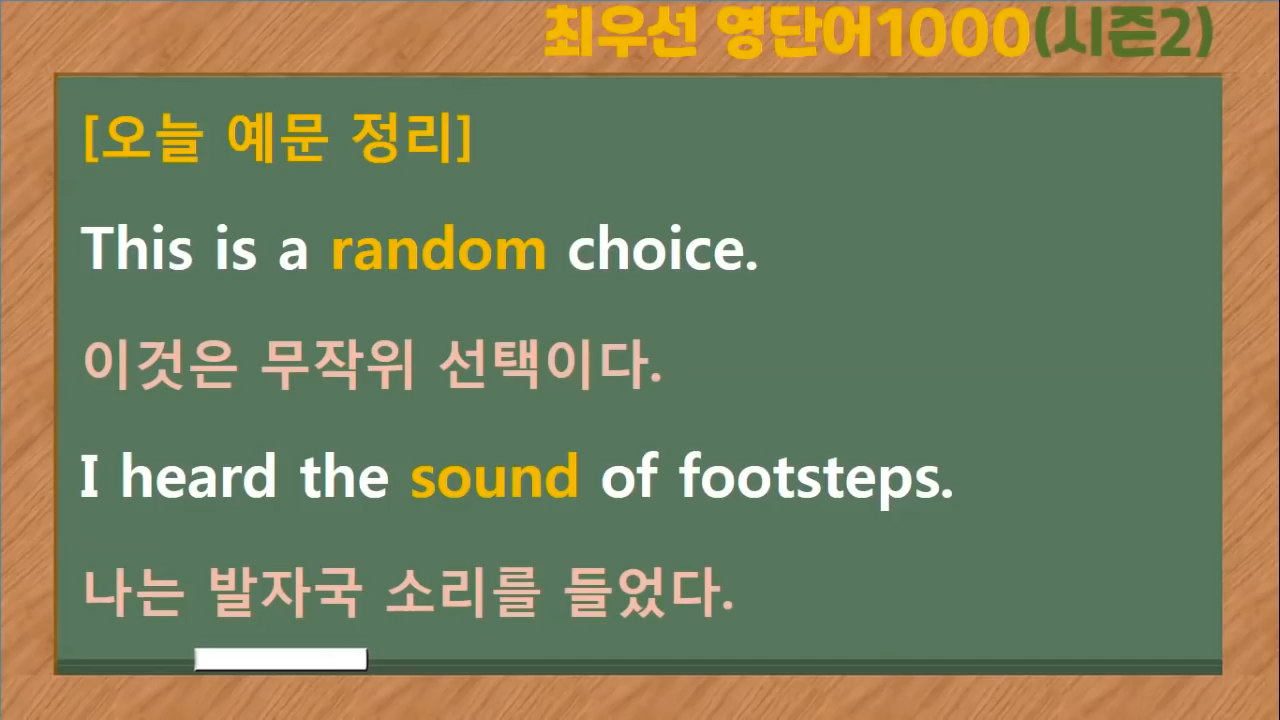 최우선 영단어1000(시즌2)
[오늘 예문 정리]
This is a random choice.
이것은 무작위 선택이다.
I heard the sound of footsteps.
나는 발자국 소리를 들었다.